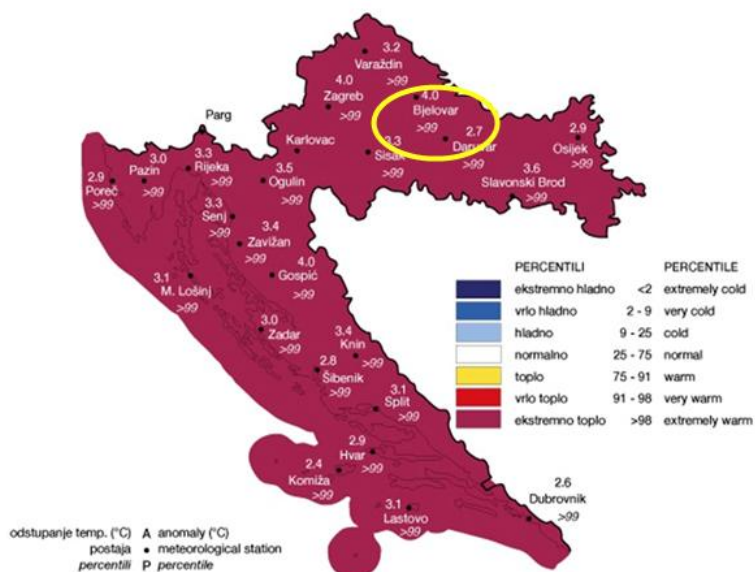 3.2
Varaždin
>99
4.0
Zagreb
>99
4.0
Bjelovar
>99
2.7
Daruvar
>99
Parg
Karlovac
3.3
Sisak
>99
2.9
Osijek
>99
3.6
Slavonski Brod
>99
2.9
Poreč
>99
3.0
Pazin
>99
3.3
Rijeka
>99
3.5
Ogulin
>99
3.3
Senj
>99
3.4
Zavižan
>99
4.0
Gospić
>99
3.1
M. Lošinj
>99
3.0
Zadar
>99
3.4
Knin
>99
2.8
Šibenik
>99
3.1
Split
>99
2.9
Hvar
>99
2.4
Komiža
>99
3.1
Lastovo
>99
2.6
Dubrovnik
>99
PERCENTILI PERCENTILE
ekstremno hladno <2 extremely cold
vrlo hladno 2 - 9 very cold
hladno 9 - 25 cold
normalno 25 - 75 normal
toplo 75 - 91 warm
vrlo toplo 91 - 98 very warm
ekstremno toplo >98 extremely warm
odstupanje temp. (°C) A anomaly (°C)
postaja • meteorological station
percentili P percentile